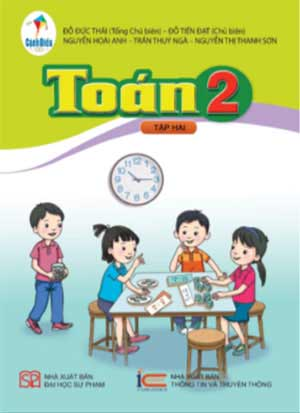 Cánh Diều
ĐỖ ĐỨC THÁI (Tổng Chủ biên) – ĐỖ TIẾN ĐẠT (Chủ biên)
NGUYỄN HOÀI ANH – TRẦN THUÝ NGÀ – NGUYỄN THỊ THANH SƠN
Toán 2
TẬP HAI
NHÀ XUẤT BẢN
ĐẠI HỌC SƯ PHẠM
NHÀ XUẤT BẢN
THÔNG TIN VÀ TRUYỀN THÔNG